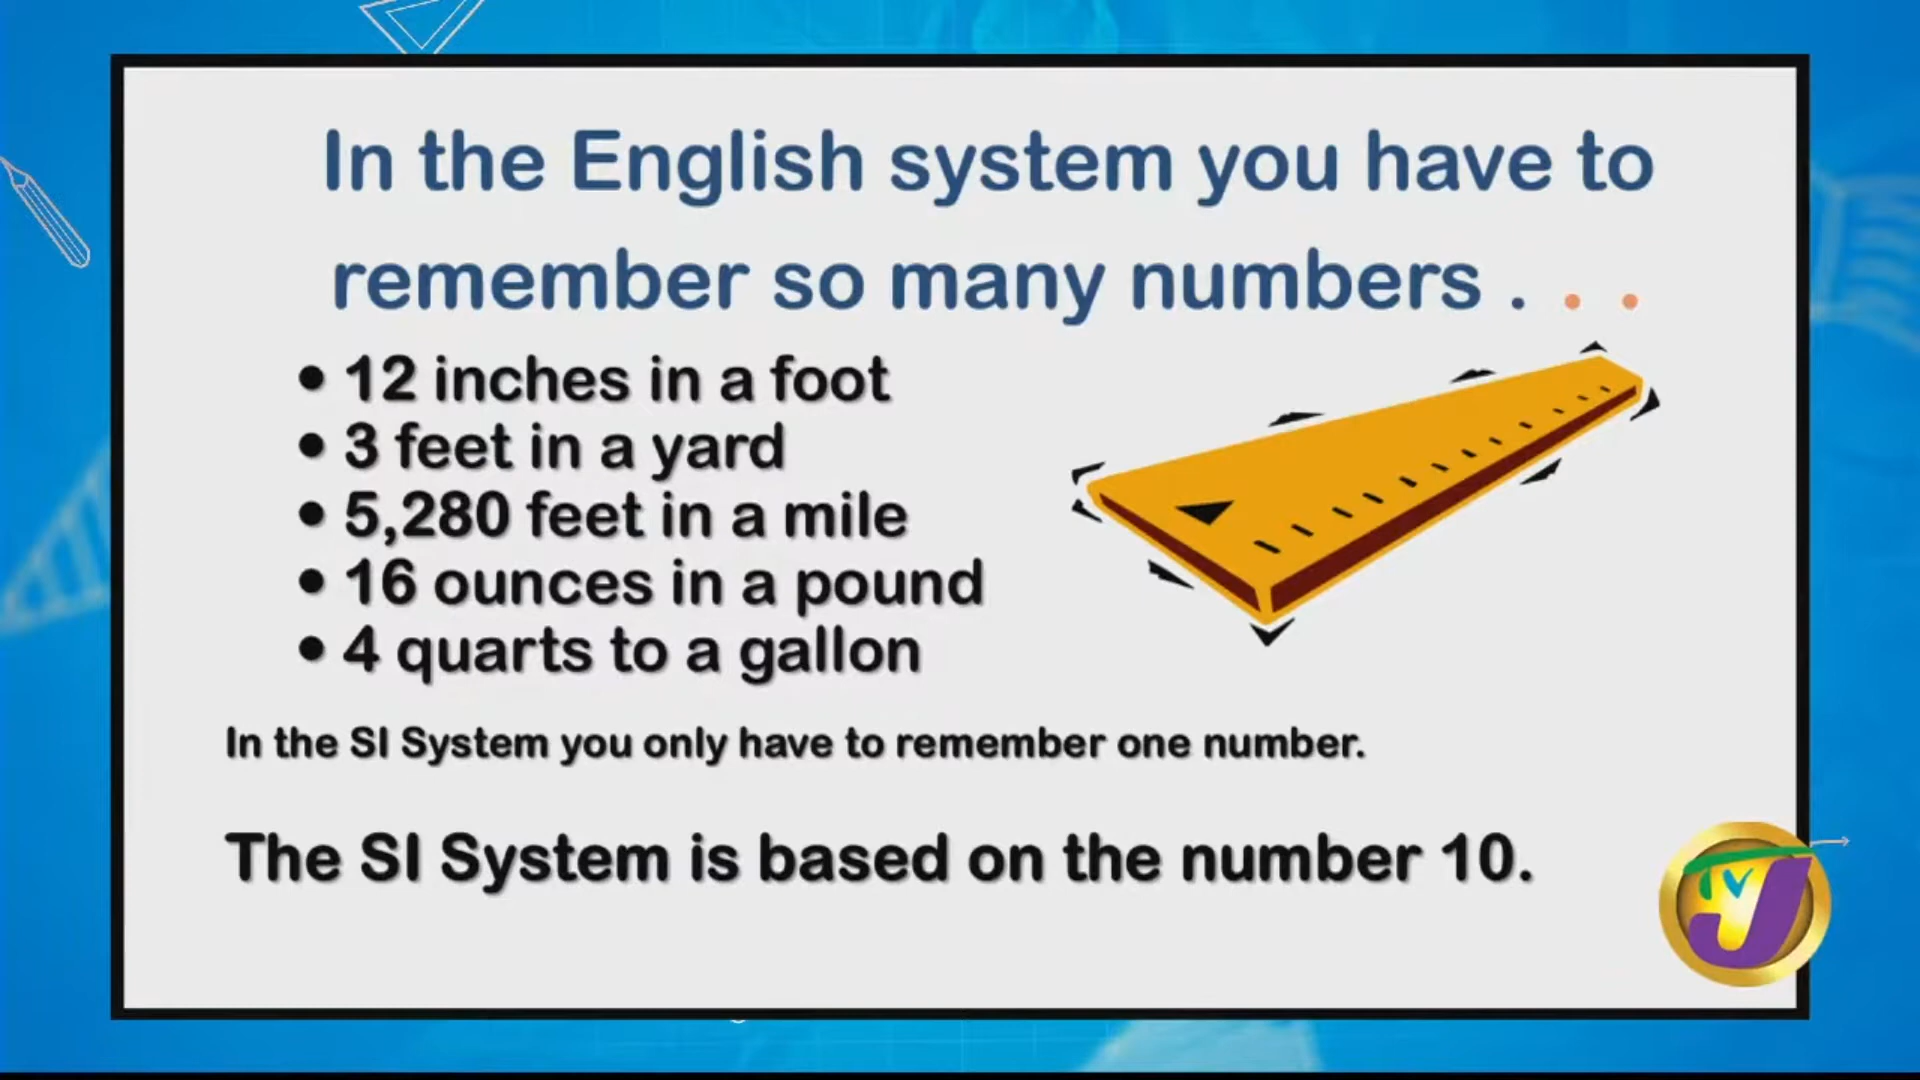 In the English system you have to
remember so many numbers . . .
• 12 inches in a foot
• 3 feet in a yard
• 5,280 feet in a mile
• 16 ounces in a pound
• 4 quarts to a gallon
In the SI System you only have to remember one number.
The SI System is based on the number 10.
TVJ